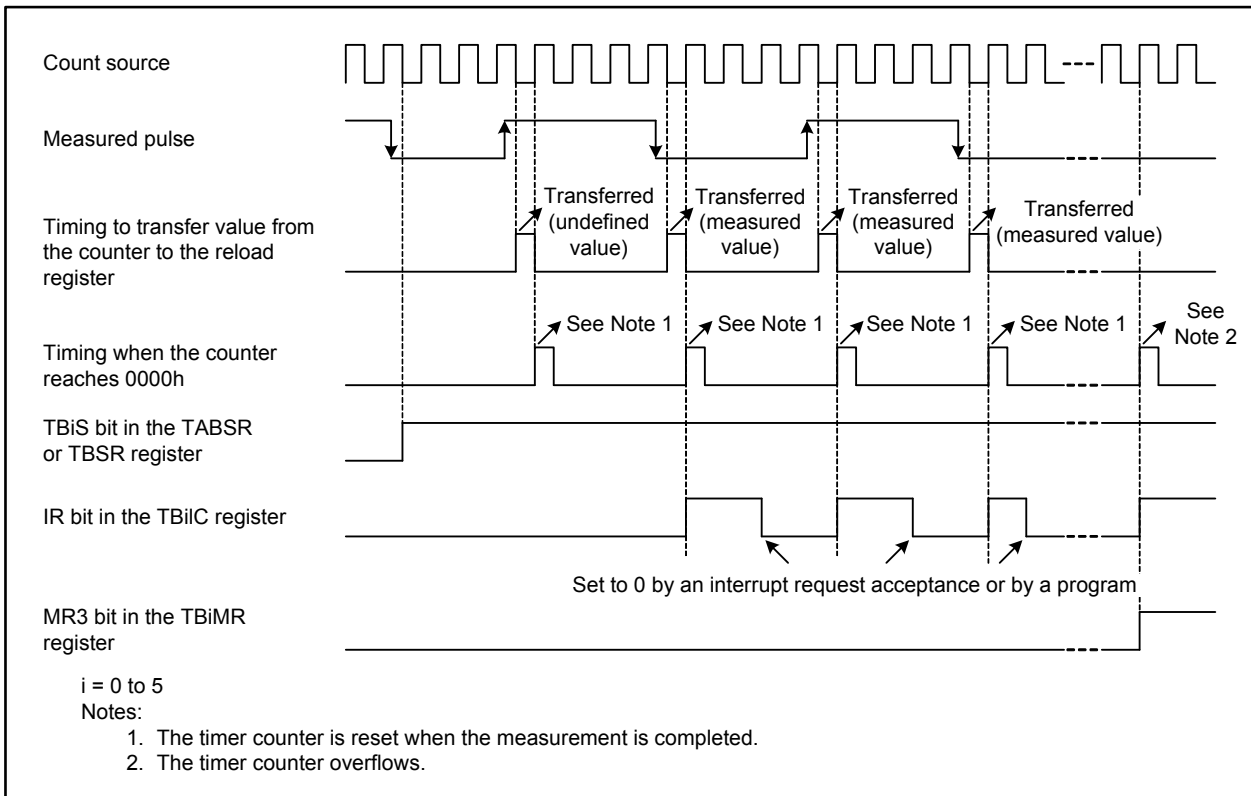 Count source
Measured pulse
Transferred
(undefined
value)
Transferred
(measured
value)
Transferred
(measured
value)
Transferred
(measured value)
Timing to transfer value from
the counter to the reload
register
See Note 1
See Note 1
See Note 1
See Note 1
See
Note 2
Timing when the counter
reaches 0000h
TBiS bit in the TABSR
or TBSR register
IR bit in the TBiIC register
Set to 0 by an interrupt request acceptance or by a program
MR3 bit in the TBiMR
register
i = 0 to 5
Notes:
1. The timer counter is reset when the measurement is completed.
2. The timer counter overflows.